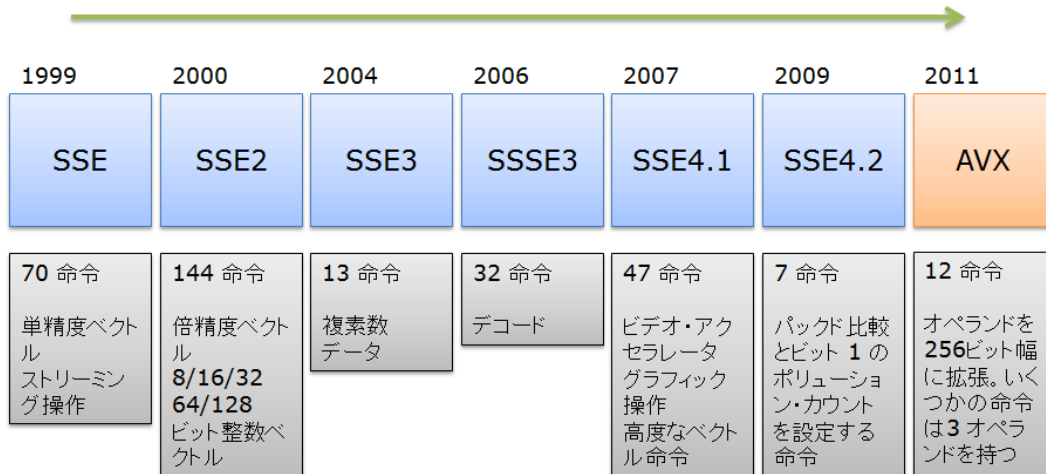 1999
2000
2004
2006
2007
2009
2011
SSE
SSE2
SSE3
SSSE3
SSE4.1
SSE4.2
AVX
70 命令
単精度ベクト
ル
ストリーミン
グ操作
144 命令
倍精度ベクト
ル
8/16/32
64/128
ビット整数ベ
クトル
13 命令
複素数
データ
32 命令
デコード
47 命令
ビデオ・アク
セラレータ
グラフィック
操作
高度なベクト
ル命令
7 命令
パックド比較
とビット 1 の
ポリューショ
ン・カウント
を設定する
命令
12 命令
オペランドを
256ビット幅
に拡張。いく
つかの命令
は3 オペラ
ンドを持つ